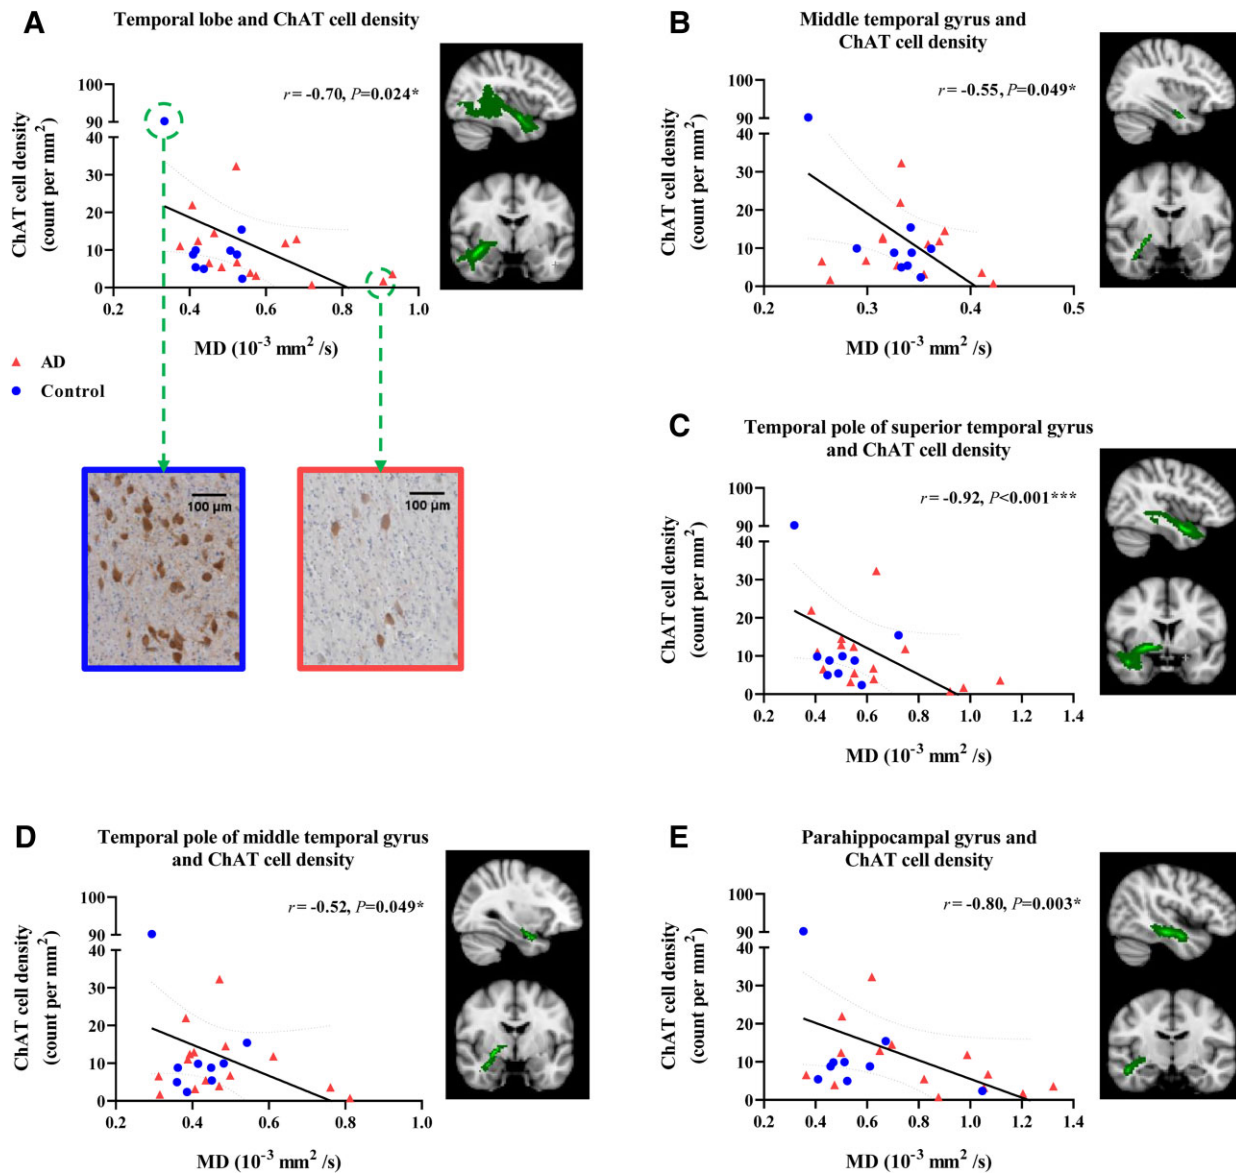 A
Temporal lobe and ChAT cell density
r= -0.70, P=0.024*
ChAT cell density
(count per mm²)
100
90
40
30
20
10
0
0.2
0.4
0.6
0.8
1.0
MD (10⁻³ mm² /s)
AD
Control
100 µm
100 µm
B
Middle temporal gyrus and
ChAT cell density
r= -0.55, P=0.049*
ChAT cell density
(count per mm²)
100
90
40
30
20
10
0
0.2
0.3
0.4
0.5
MD (10⁻³ mm² /s)
C
Temporal pole of superior temporal gyrus
and ChAT cell density
r= -0.92, P<0.001***
ChAT cell density
(count per mm²)
100
90
40
30
20
10
0
0.2
0.4
0.6
0.8
1.0
1.2
1.4
MD (10⁻³ mm² /s)
D
Temporal pole of middle temporal gyrus
and ChAT cell density
r= -0.52, P=0.049*
ChAT cell density
(count per mm²)
100
90
40
30
20
10
0
0.2
0.4
0.6
0.8
1.0
MD (10⁻³ mm² /s)
E
Parahippocampal gyrus and
ChAT cell density
r= -0.80, P=0.003*
ChAT cell density
(count per mm²)
100
90
40
30
20
10
0
0.2
0.4
0.6
0.8
1.0
1.2
1.4
MD (10⁻³ mm² /s)